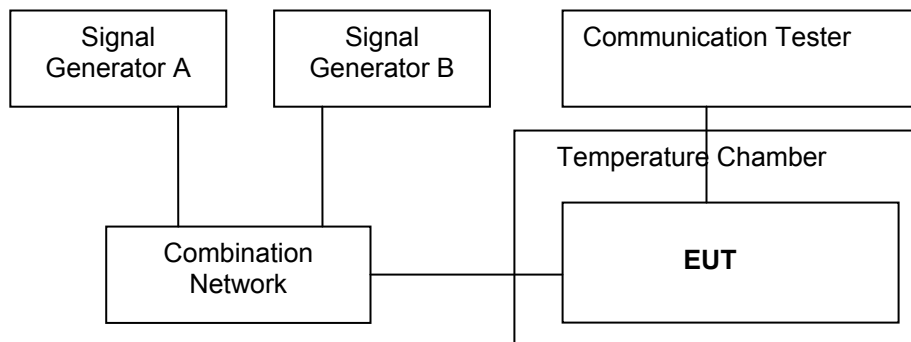 Signal
Generator A
Signal
Generator B
Communication Tester
Temperature Chamber
Combination
Network
EUT